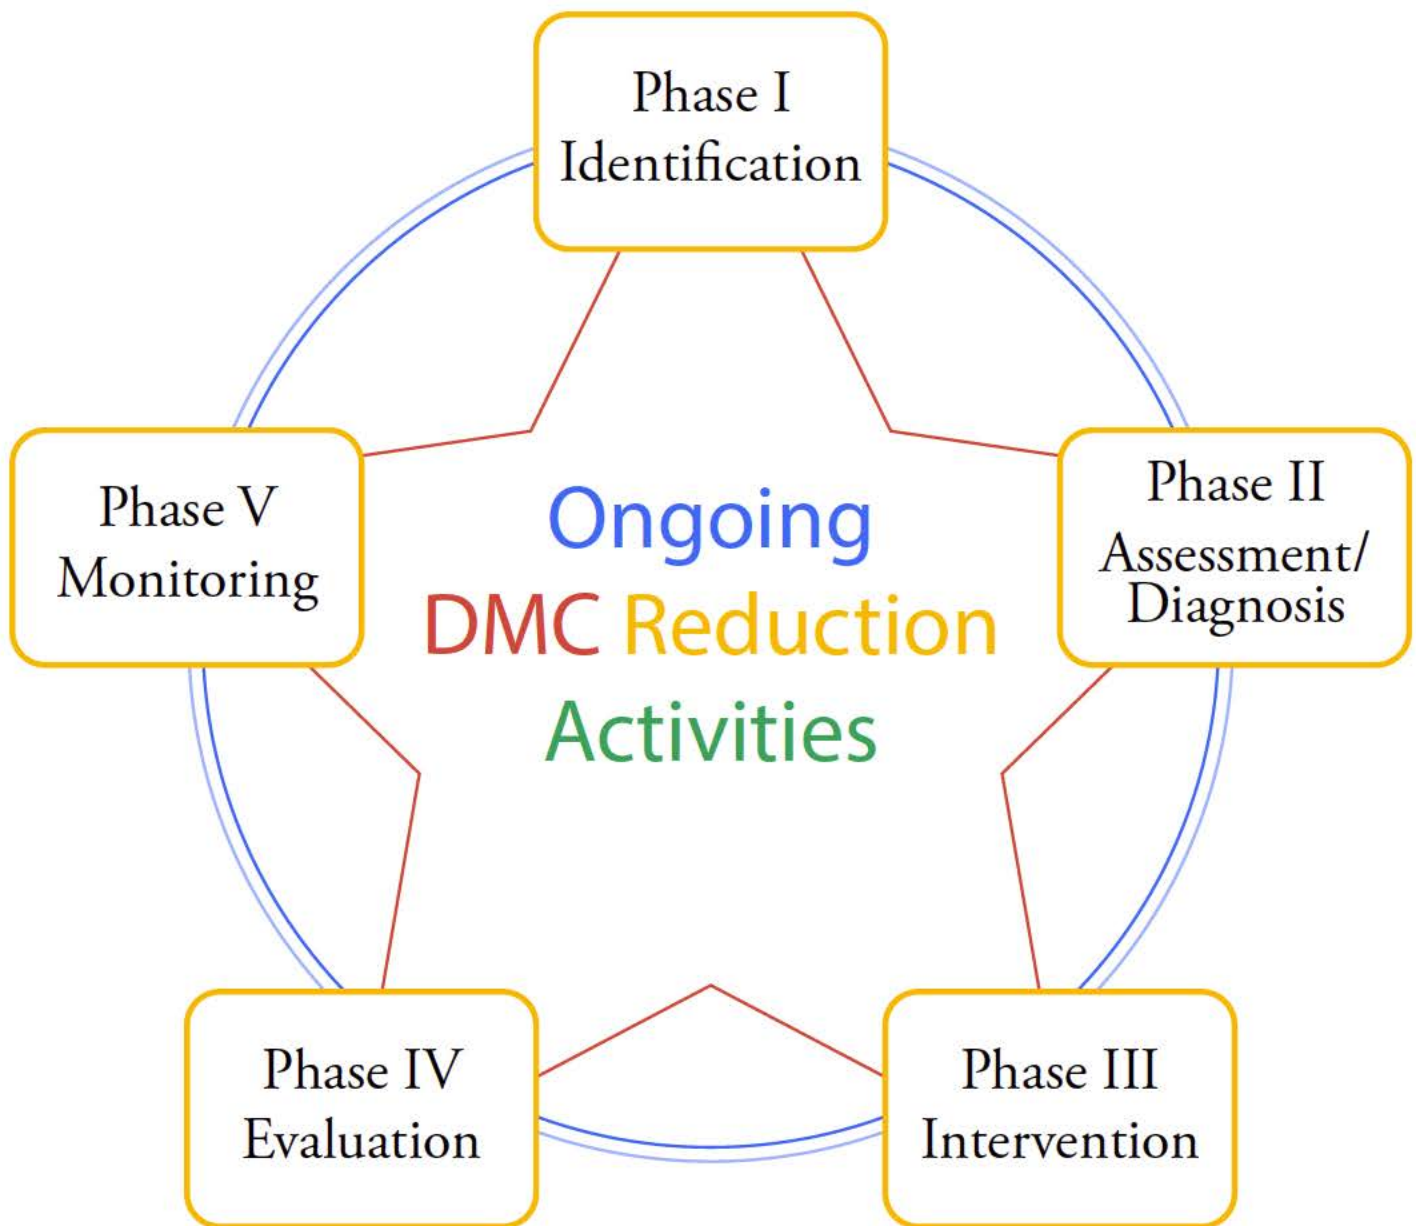 Phase I
Identification
Phase II
Assessment/
Diagnosis
Phase III
Intervention
Phase IV
Evaluation
Phase V
Monitoring
Ongoing
DMC Reduction
Activities